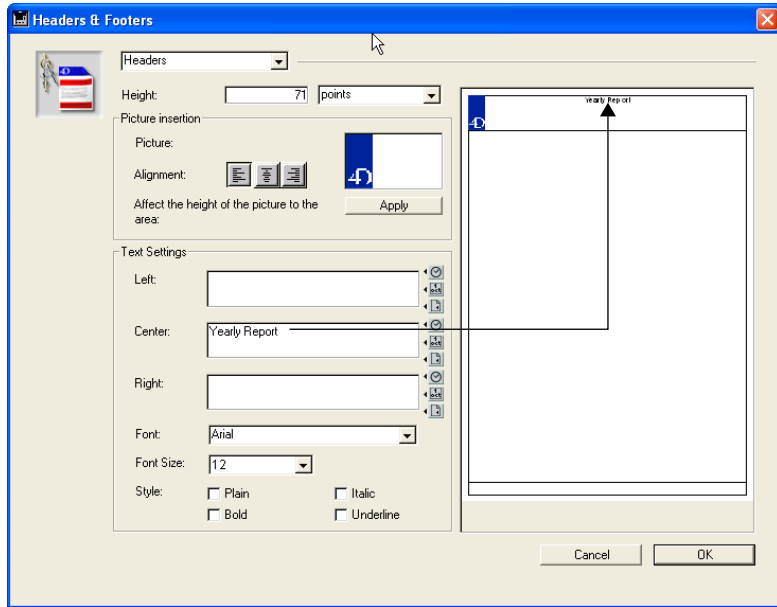 Headers & Footers
Headers
Height: 71 points
Picture insertion
Picture:
4D
Alignment:
Affect the height of the picture to the
area:
Apply
Text Settings
Left:
Center: Yearly Report
Right:
Font: Arial
Font Size: 12
Style: Plain Italic
Bold Underline
Yearly Report
4D
Cancel OK